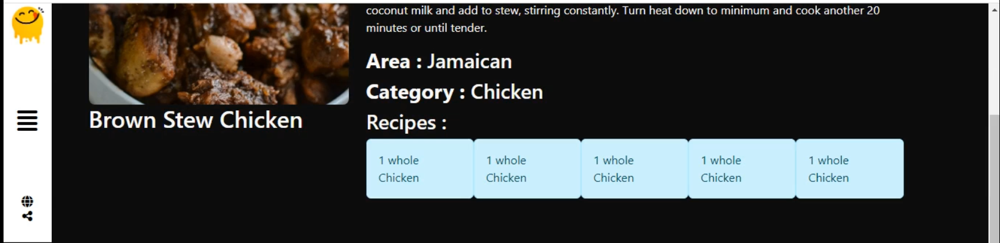 coconut milk and add to stew, stirring constantly. Turn heat down to minimum and cook another 20
minutes or until tender.
Area : Jamaican
Category : Chicken
Brown Stew Chicken
Recipes :
1 whole
Chicken
1 whole
Chicken
1 whole
Chicken
1 whole
Chicken
1 whole
Chicken